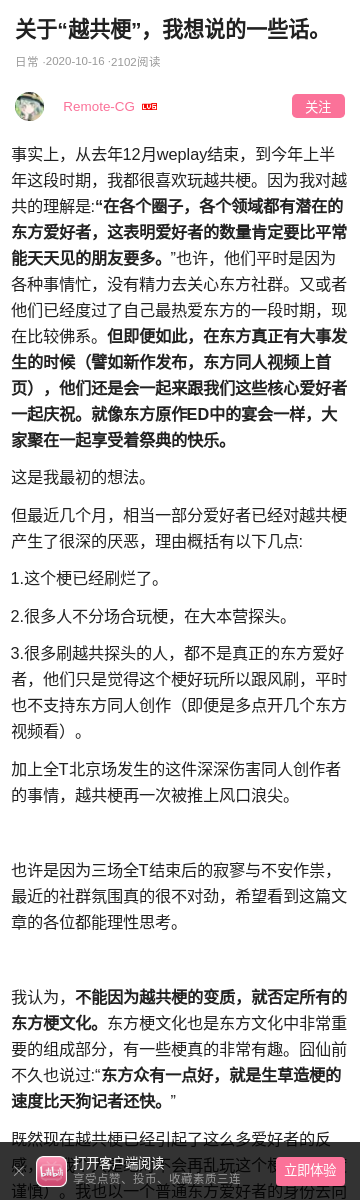 关于“越共梗”，我想说的一些话。
日常 ·2020-10-16 ·2102阅读
Remote-CG LV6
关注
事实上，从去年12月weplay结束，到今年上半
年这段时期，我都很喜欢玩越共梗。因为我对越
共的理解是:“在各个圈子，各个领域都有潜在的
东方爱好者，这表明爱好者的数量肯定要比平常
能天天见的朋友要多。”也许，他们平时是因为
各种事情忙，没有精力去关心东方社群。又或者
他们已经度过了自己最热爱东方的一段时期，现
在比较佛系。但即便如此，在东方真正有大事发
生的时候（譬如新作发布，东方同人视频上首
页），他们还是会一起来跟我们这些核心爱好者
一起庆祝。就像东方原作ED中的宴会一样，大
家聚在一起享受着祭典的快乐。
这是我最初的想法。
但最近几个月，相当一部分爱好者已经对越共梗
产生了很深的厌恶，理由概括有以下几点:
1.这个梗已经刷烂了。
2.很多人不分场合玩梗，在大本营探头。
3.很多刷越共探头的人，都不是真正的东方爱好
者，他们只是觉得这个梗好玩所以跟风刷，平时
也不支持东方同人创作（即便是多点开几个东方
视频看）。
加上全T北京场发生的这件深深伤害同人创作者
的事情，越共梗再一次被推上风口浪尖。
也许是因为三场全T结束后的寂寥与不安作祟，
最近的社群氛围真的很不对劲，希望看到这篇文
章的各位都能理性思考。
我认为，不能因为越共梗的变质，就否定所有的
东方梗文化。东方梗文化也是东方文化中非常重
要的组成部分，有一些梗真的非常有趣。囧仙前
不久也说过:“东方众有一点好，就是生草造梗的
速度比天狗记者还快。”
既然现在越共梗已经引起了这么多爱好者的反
打开客户端阅读
享受点赞、投币、收藏素质三连
立即体验